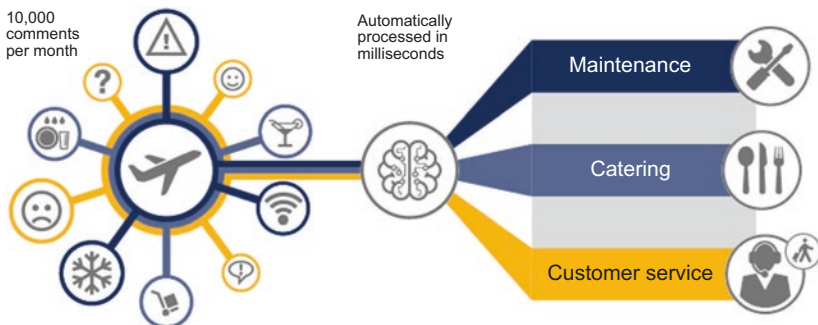 10,000
comments
per month
Automatically
processed in
milliseconds
Maintenance
Catering
Customer service